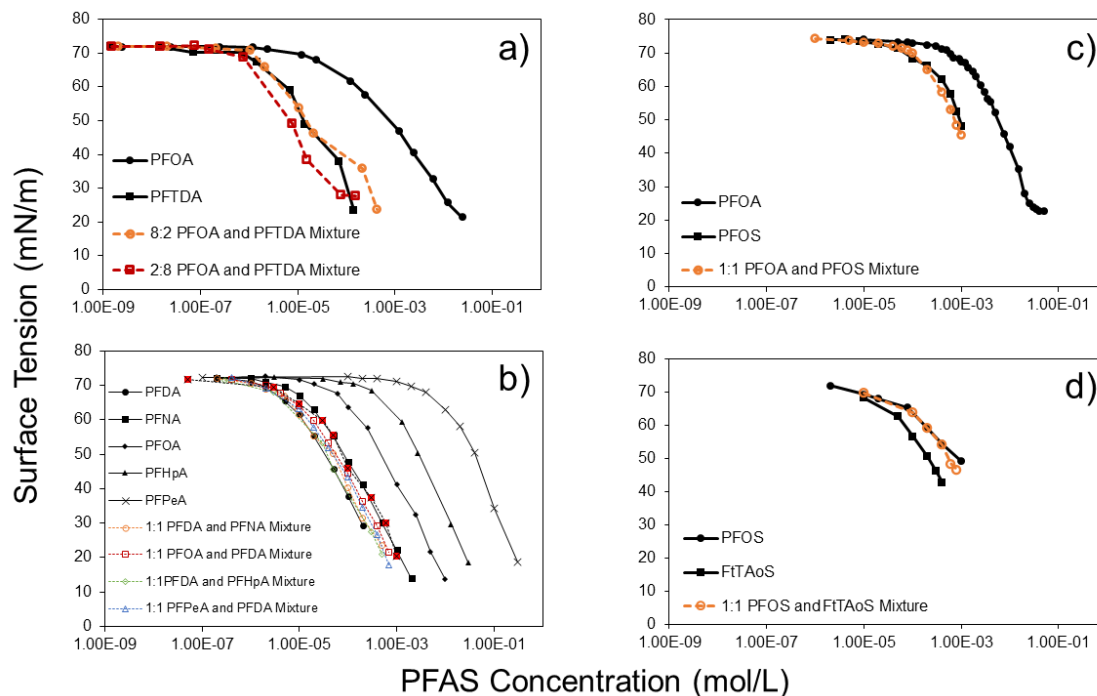 Surface Tension (mN/m)
a)
80
70
60
50
40
30
20
10
0
PFOA
PFTDA
8:2 PFOA and PFTDA Mixture
2:8 PFOA and PFTDA Mixture
1.00E-09 1.00E-07 1.00E-05 1.00E-03 1.00E-01
c)
80
70
60
50
40
30
20
10
0
PFOA
PFOS
1:1 PFOA and PFOS Mixture
1.00E-09 1.00E-07 1.00E-05 1.00E-03 1.00E-01
b)
80
70
60
50
40
30
20
10
0
PFDA
PFNA
PFOA
PFHpA
PFPeA
1:1 PFDA and PFNA Mixture
1:1 PFOA and PFDA Mixture
1:1PFDA and PFHpA Mixture
1:1 PFPeA and PFDA Mixture
1.00E-09 1.00E-07 1.00E-05 1.00E-03 1.00E-01
d)
80
70
60
50
40
30
20
10
0
PFOS
FtTAoS
1:1 PFOS and FtTAoS Mixture
1.00E-09 1.00E-07 1.00E-05 1.00E-03 1.00E-01
PFAS Concentration (mol/L)